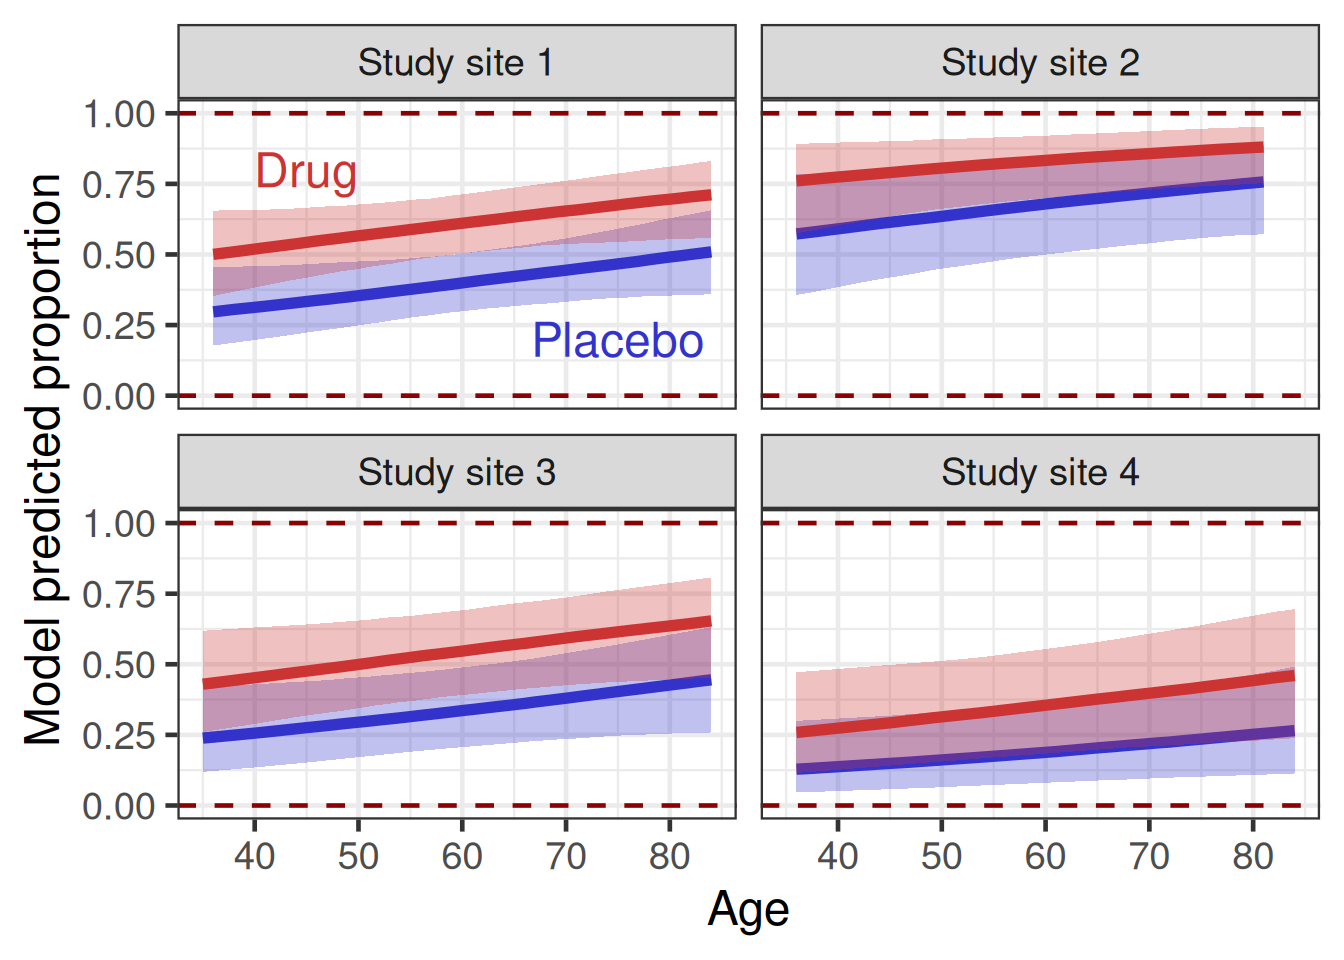 Study site 1
Study site 2
1.00
0.75
0.50
0.25
0.00
Drug
Placebo
Study site 3
Study site 4
1.00
0.75
0.50
0.25
0.00
40 50 60 70 80
40 50 60 70 80
Age
Model predicted proportion